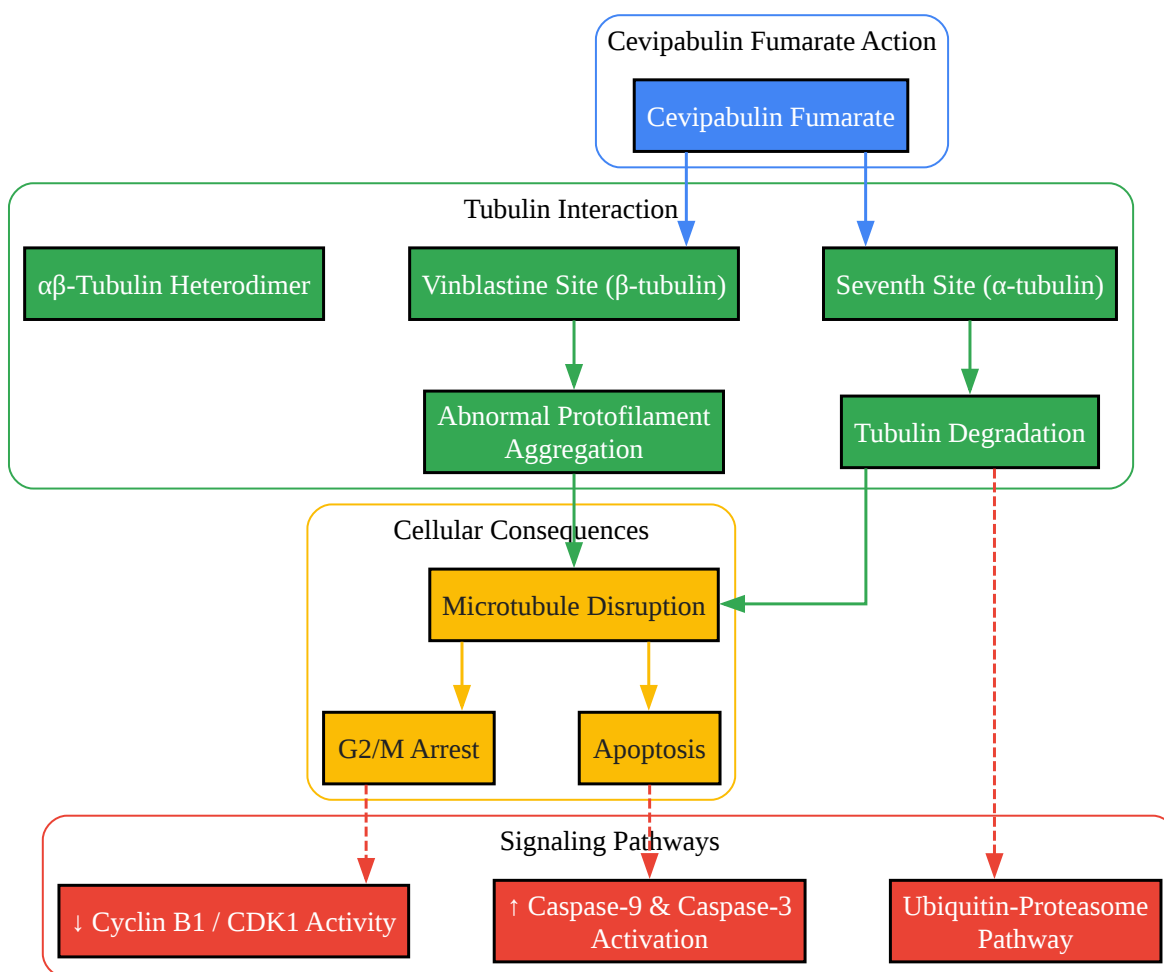 Cevipabulin Fumarate Action
Cevipabulin Fumarate
Tubulin Interaction
αβ-Tubulin Heterodimer
Vinblastine Site (β-tubulin)
Seventh Site (α-tubulin)
Abnormal Protofilament
Aggregation
Tubulin Degradation
Cellular Consequences
Microtubule Disruption
G2/M Arrest
Apoptosis
Signaling Pathways
↓ Cyclin B1 / CDK1 Activity
↑ Caspase-9 & Caspase-3
Activation
Ubiquitin-Proteasome
Pathway